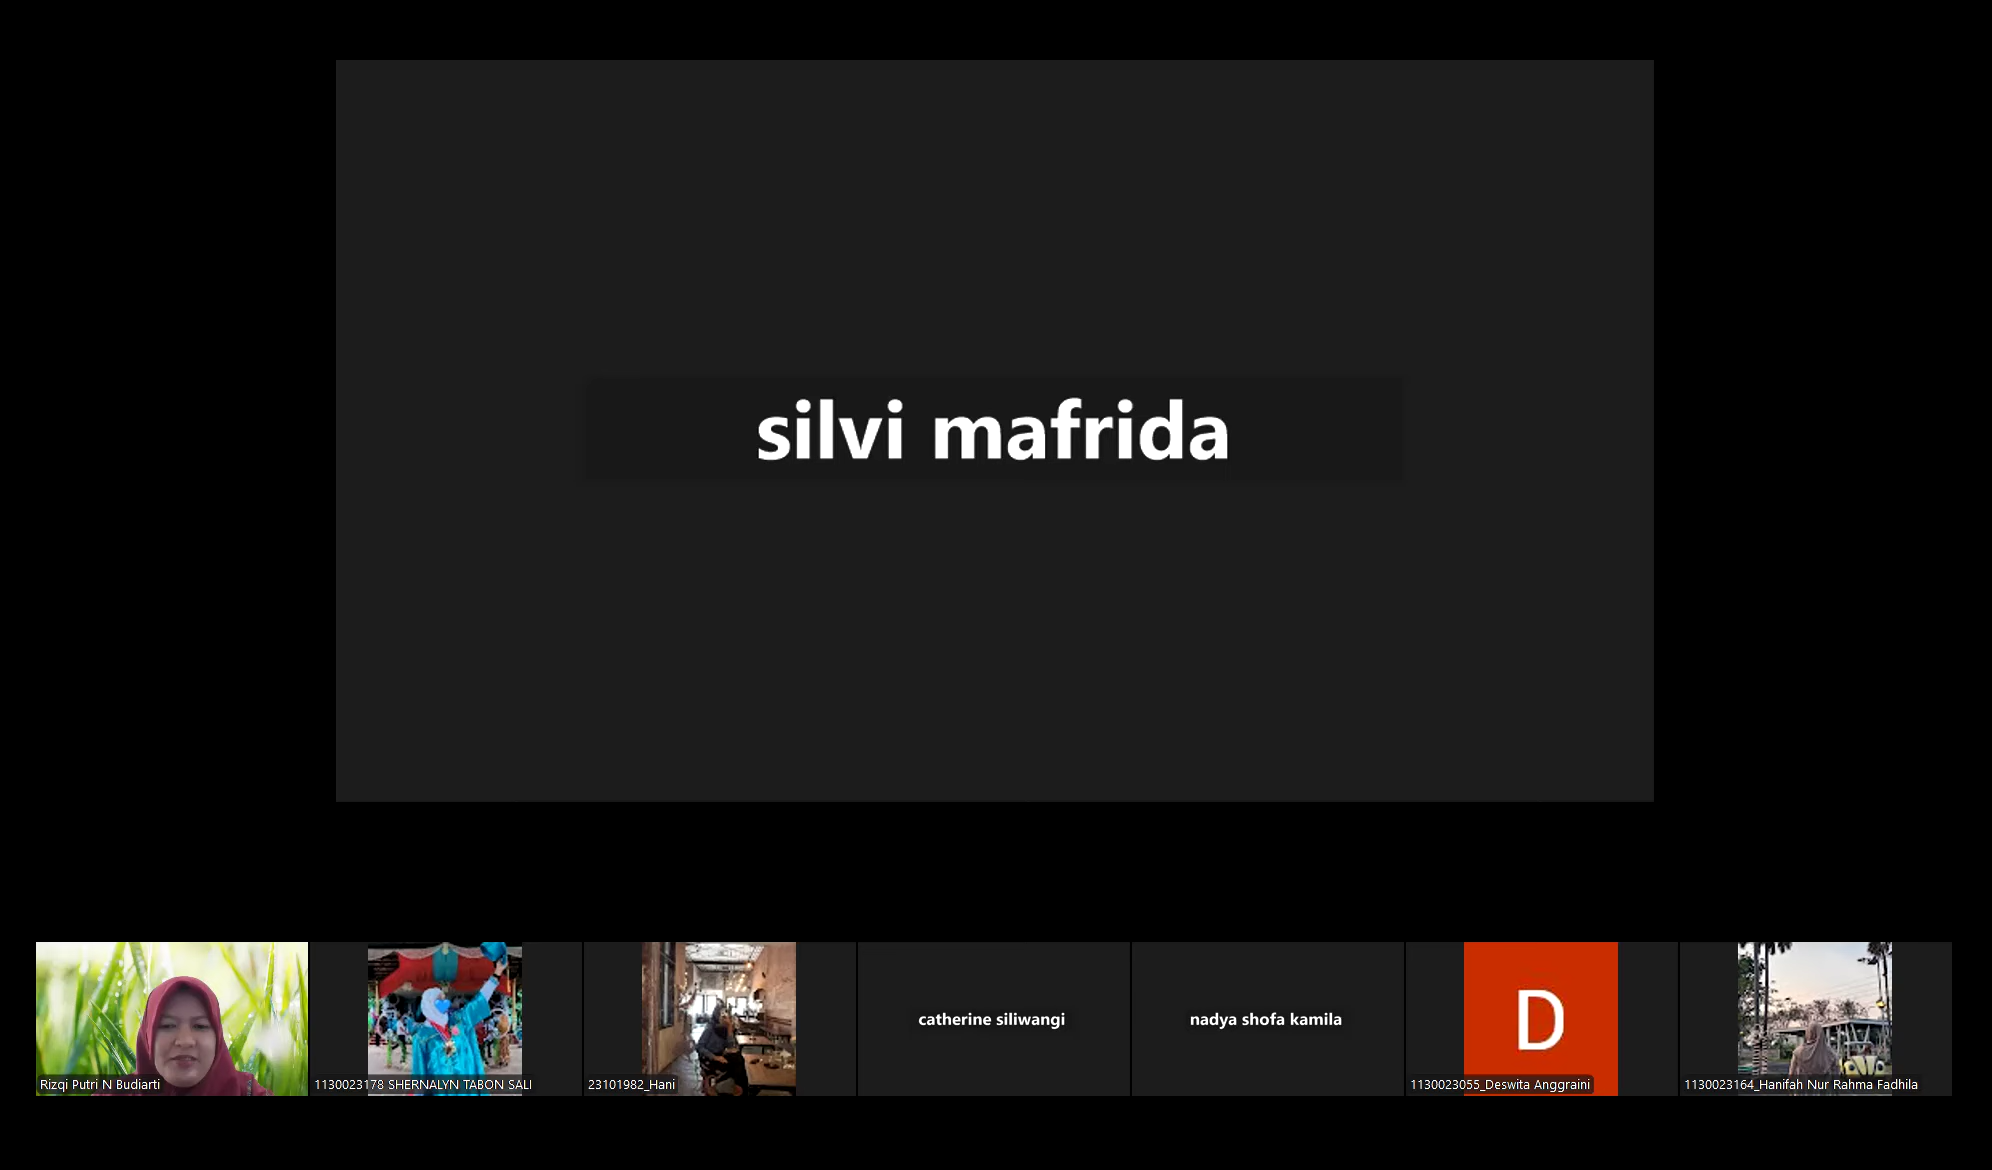 silvi mafrida
Rizqi Putri N Budiarti
1130023178 SHERNALYN TABON SALI
23101982_Hani
catherine siliwangi
nadya shofa kamila
D
1130023055_Deswita Anggraini
1130023164_Hanifah Nur Rahma Fadhila